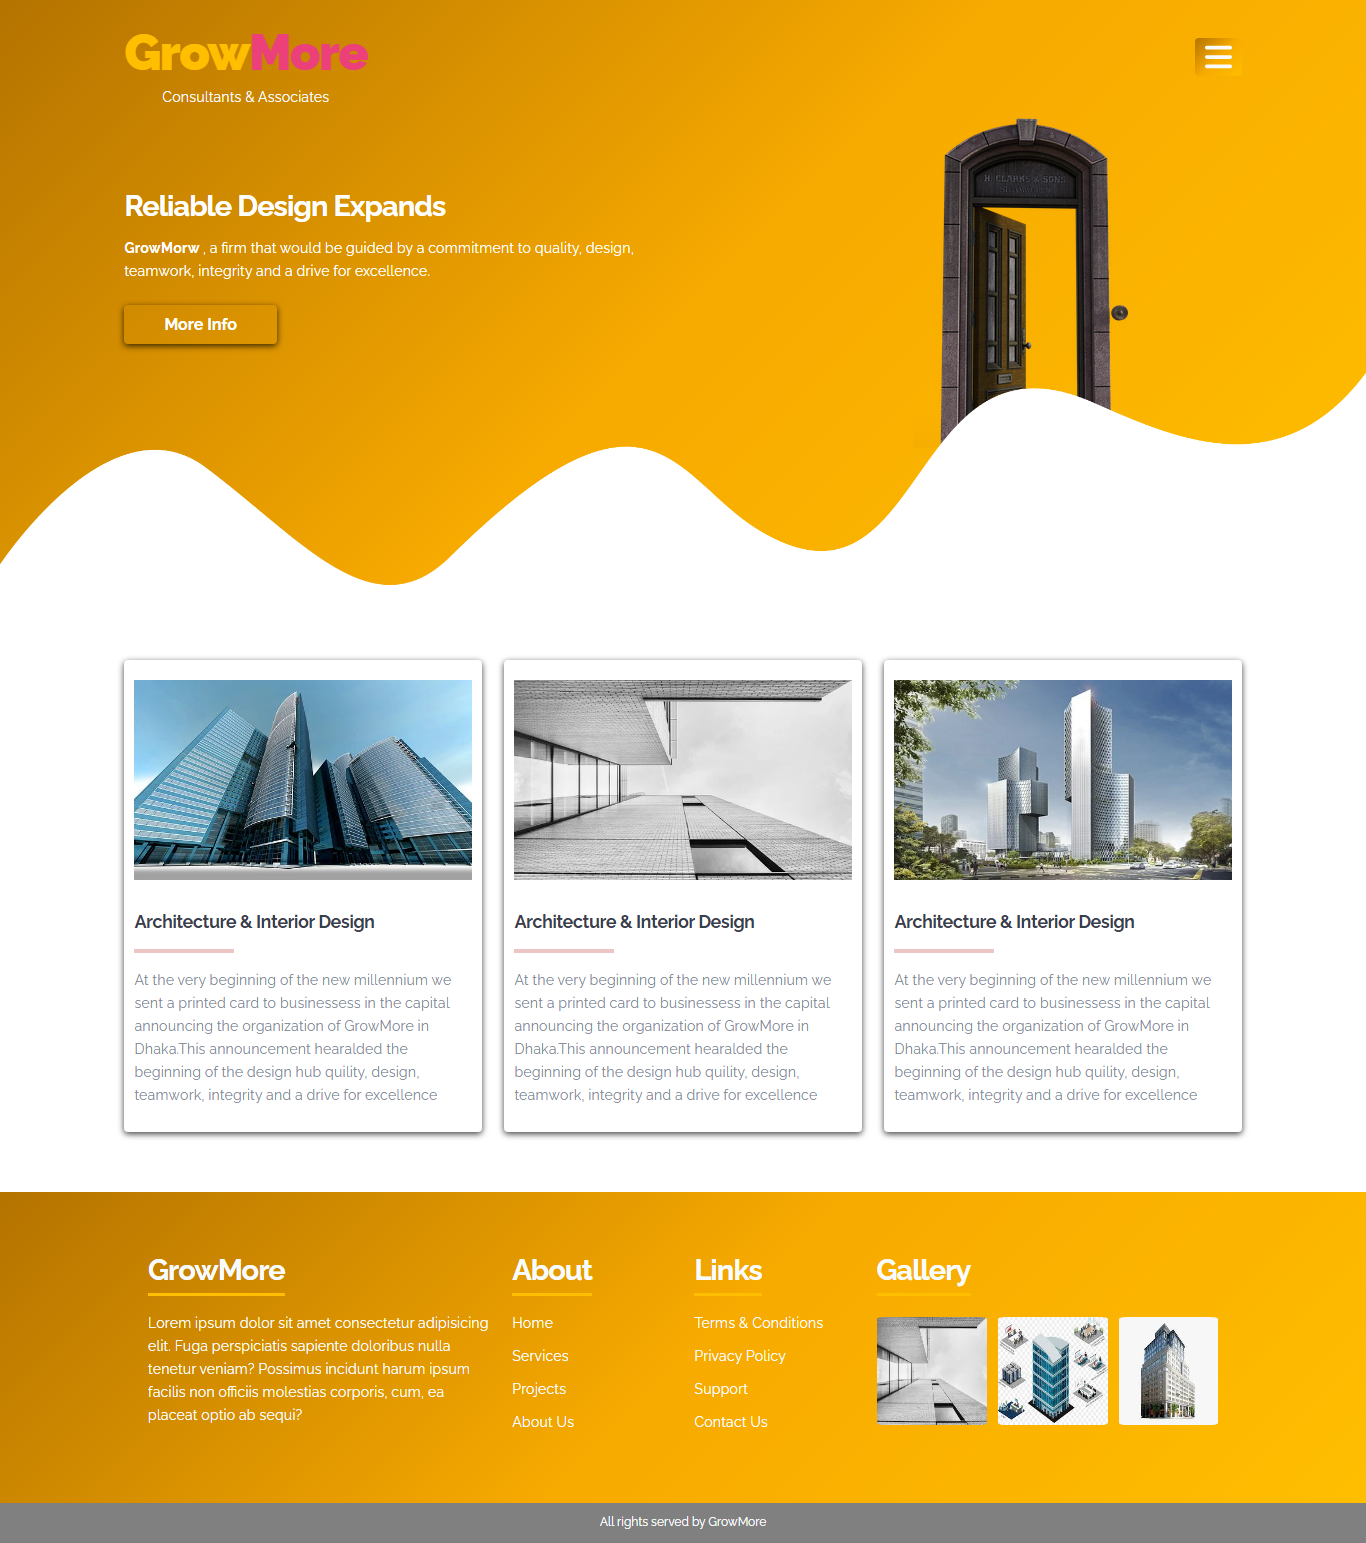 GrowMore
Consultants & Associates
H. CLARKE & SONS
Reliable Design Expands
GrowMorw , a firm that would be guided by a commitment to quality, design,
teamwork, integrity and a drive for excellence.
More Info
Architecture & Interior Design
At the very beginning of the new millennium we
sent a printed card to businessess in the capital
announcing the organization of GrowMore in
Dhaka.This announcement hearalded the
beginning of the design hub quility, design,
teamwork, integrity and a drive for excellence
Architecture & Interior Design
At the very beginning of the new millennium we
sent a printed card to businessess in the capital
announcing the organization of GrowMore in
Dhaka.This announcement hearalded the
beginning of the design hub quility, design,
teamwork, integrity and a drive for excellence
Architecture & Interior Design
At the very beginning of the new millennium we
sent a printed card to businessess in the capital
announcing the organization of GrowMore in
Dhaka.This announcement hearalded the
beginning of the design hub quility, design,
teamwork, integrity and a drive for excellence
GrowMore
Lorem ipsum dolor sit amet consectetur adipisicing
elit. Fuga perspiciatis sapiente doloribus nulla
tenetur veniam? Possimus incidunt harum ipsum
facilis non officiis molestias corporis, cum, ea
placeat optio ab sequi?
About
Home
Services
Projects
About Us
Links
Terms & Conditions
Privacy Policy
Support
Contact Us
Gallery
All rights served by GrowMore